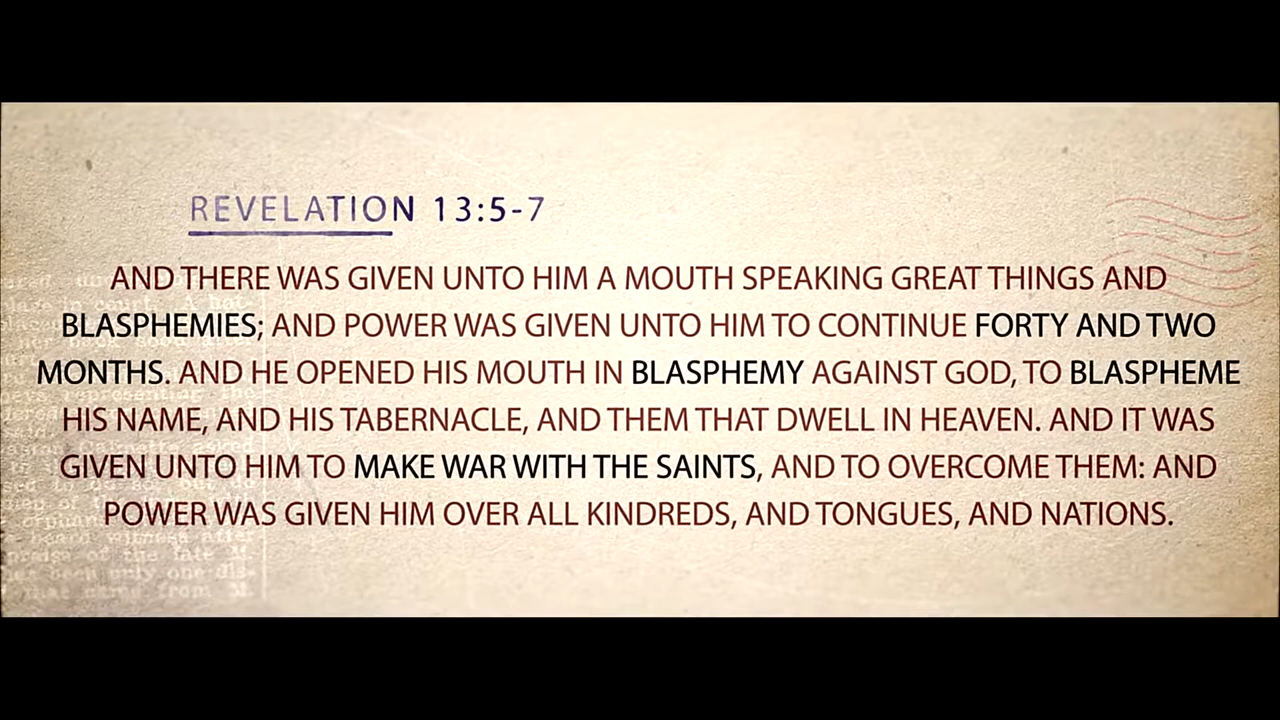 REVELATION 13:5-7
AND THERE WAS GIVEN UNTO HIM A MOUTH SPEAKING GREAT THINGS AND
BLASPHEMIES; AND POWER WAS GIVEN UNTO HIM TO CONTINUE FORTY AND TWO
MONTHS. AND HE OPENED HIS MOUTH IN BLASPHEMY AGAINST GOD, TO BLASPHEME
HIS NAME, AND HIS TABERNACLE, AND THEM THAT DWELL IN HEAVEN. AND IT WAS
GIVEN UNTO HIM TO MAKE WAR WITH THE SAINTS, AND TO OVERCOME THEM: AND
POWER WAS GIVEN HIM OVER ALL KINDREDS, AND TONGUES, AND NATIONS.